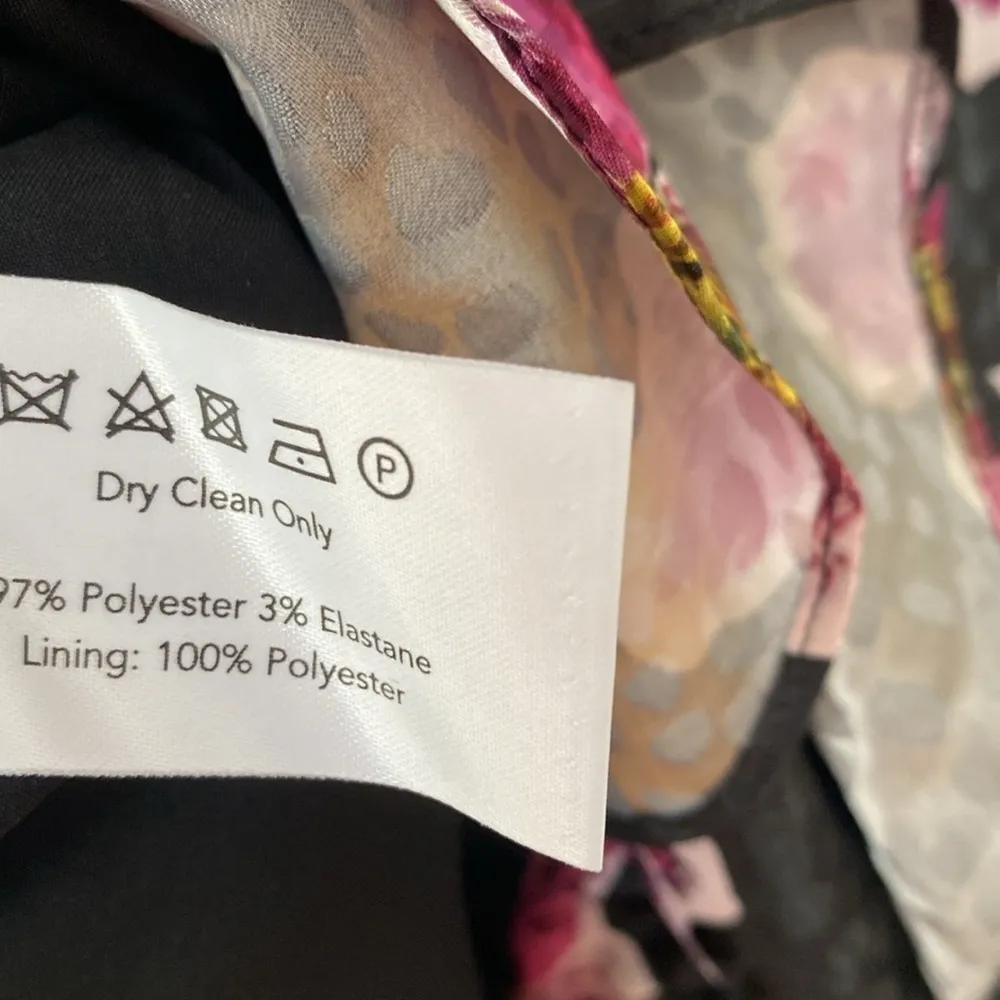 P
Dry Clean Only
97% Polyester 3% Elastane
Lining: 100% Polyester